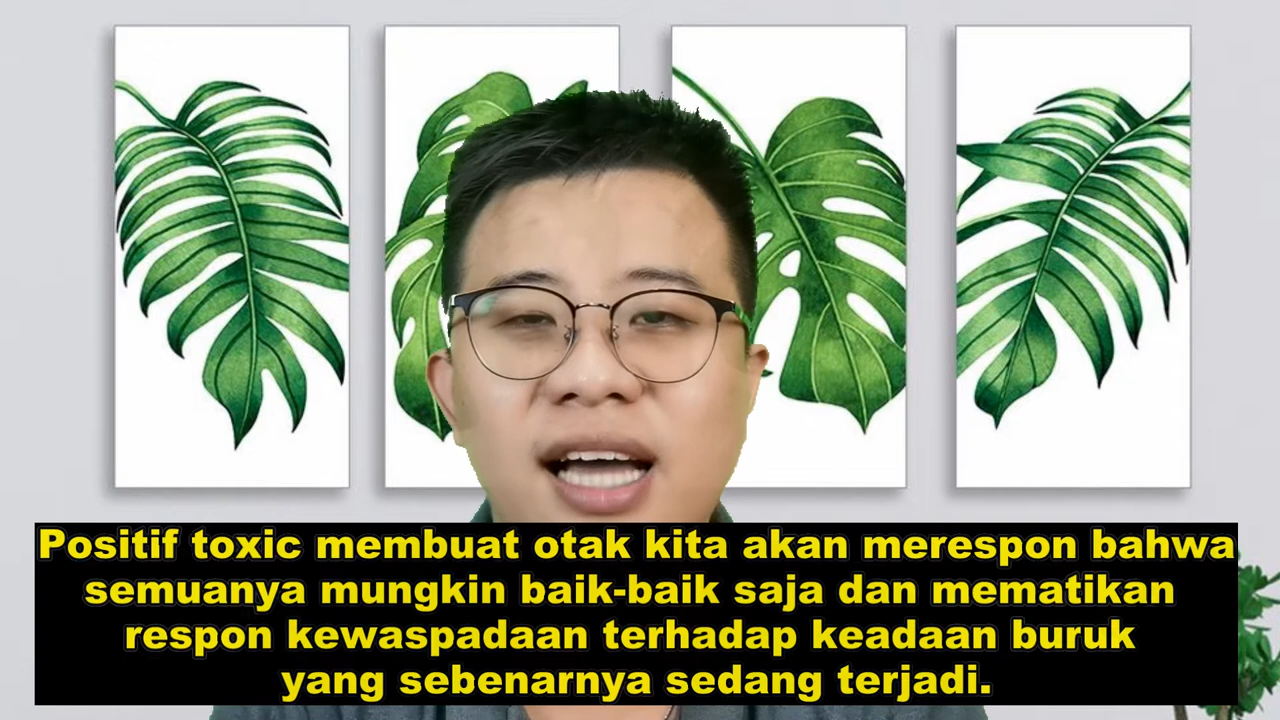 Positif toxic membuat otak kita akan merespon bahwa
semuanya mungkin baik-baik saja dan mematikan
respon kewaspadaan terhadap keadaan buruk
yang sebenarnya sedang terjadi.